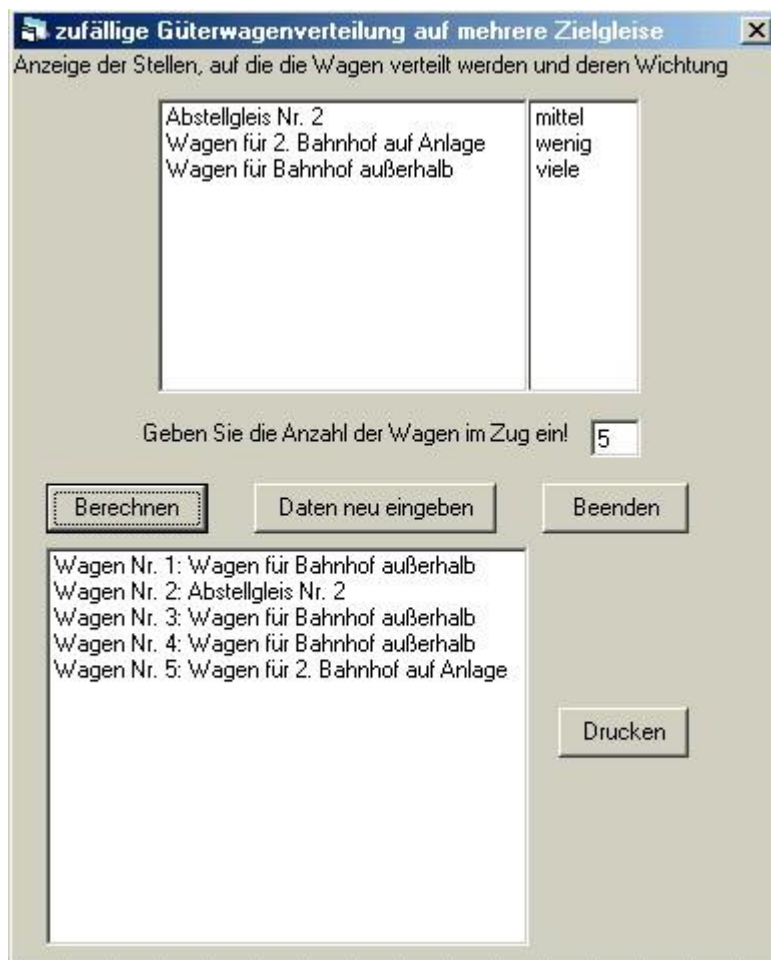 zufällige Güterwagenverteilung auf mehrere Zielgleise
Anzeige der Stellen, auf die die Wagen verteilt werden und deren Wichtung
Abstellgleis Nr. 2 mittel
Wagen für 2. Bahnhof auf Anlage wenig
Wagen für Bahnhof außerhalb viele
Geben Sie die Anzahl der Wagen im Zug ein! 5
Berechnen Daten neu eingeben Beenden
Wagen Nr. 1: Wagen für Bahnhof außerhalb
Wagen Nr. 2: Abstellgleis Nr. 2
Wagen Nr. 3: Wagen für Bahnhof außerhalb
Wagen Nr. 4: Wagen für Bahnhof außerhalb
Wagen Nr. 5: Wagen für 2. Bahnhof auf Anlage
Drucken